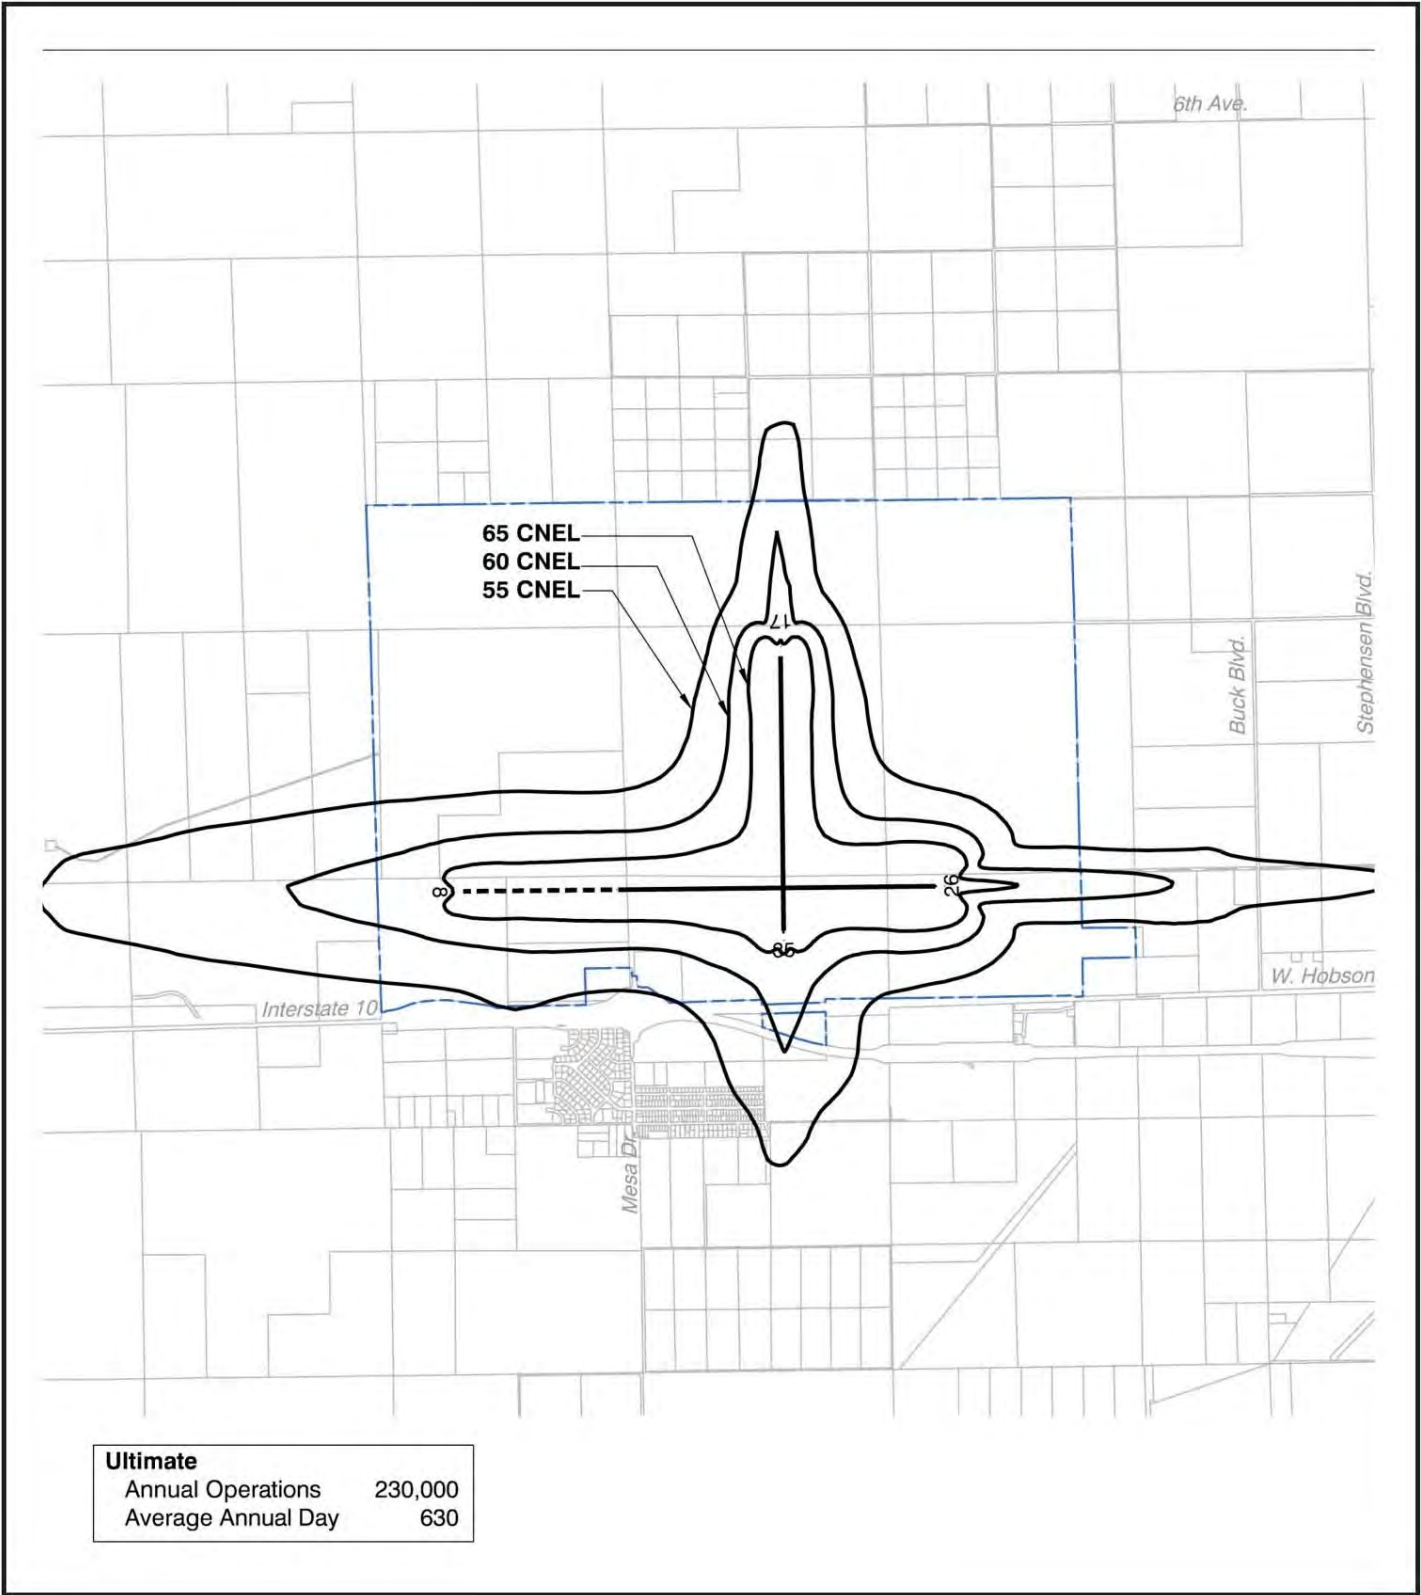 6th Ave.
65 CNEL
60 CNEL
55 CNEL
17
Buck Blvd.
Stephensen Blvd.
8
26
35
W. Hobson
Interstate 10
Mesa Dr.
Ultimate
Annual Operations 230,000
Average Annual Day 630